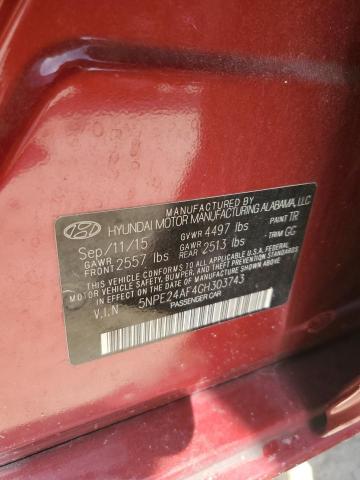 MANUFACTURED BY
HYUNDAI MOTOR MANUFACTURING ALABAMA, LLC
Sep/11/15 GVWR 4497 lbs PAINT TR
GAWR FRONT 2557 lbs GAWR REAR 2513 lbs TRIM GG
THIS VEHICLE CONFORMS TO ALL APPLICABLE U.S. FEDERAL
MOTOR VEHICLE SAFETY, BUMPER, AND THEFT PREVENTION STANDARDS
IN EFFECT ON THE DATE OF MANUFACTURE SHOWN ABOVE.
V.I.N 5NPE24AF4GH303743
PASSENGER CAR